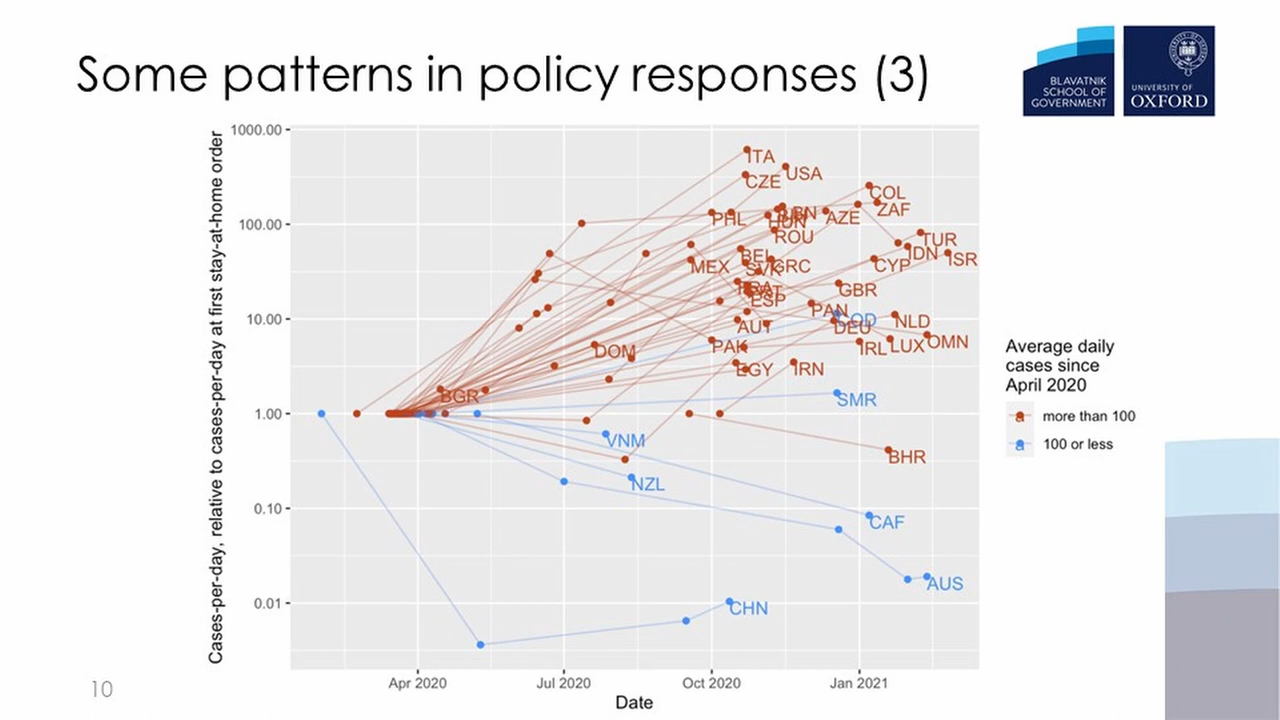 Some patterns in policy responses (3)
BLAVATNIK
SCHOOL OF
GOVERNMENT
UNIVERSITY OF
OXFORD
Cases-per-day, relative to cases-per-day at first stay-at-home order
1000.00
100.00
10.00
1.00
0.10
0.01
ITA
USA
CZE
COL
ZAF
PHL
HUN
AZE
ROU
TUR
BEL
IDN
ISR
MEX
SVK
GRC
CYP
GBR
ESP
PAN
AUT
DEU
NLD
DOM
PAK
IRL
LUX
OMN
EGY
IRN
BGR
SMR
VNM
BHR
NZL
CAF
AUS
CHN
Apr 2020
Jul 2020
Oct 2020
Jan 2021
Date
Average daily
cases since
April 2020
a more than 100
a 100 or less
10